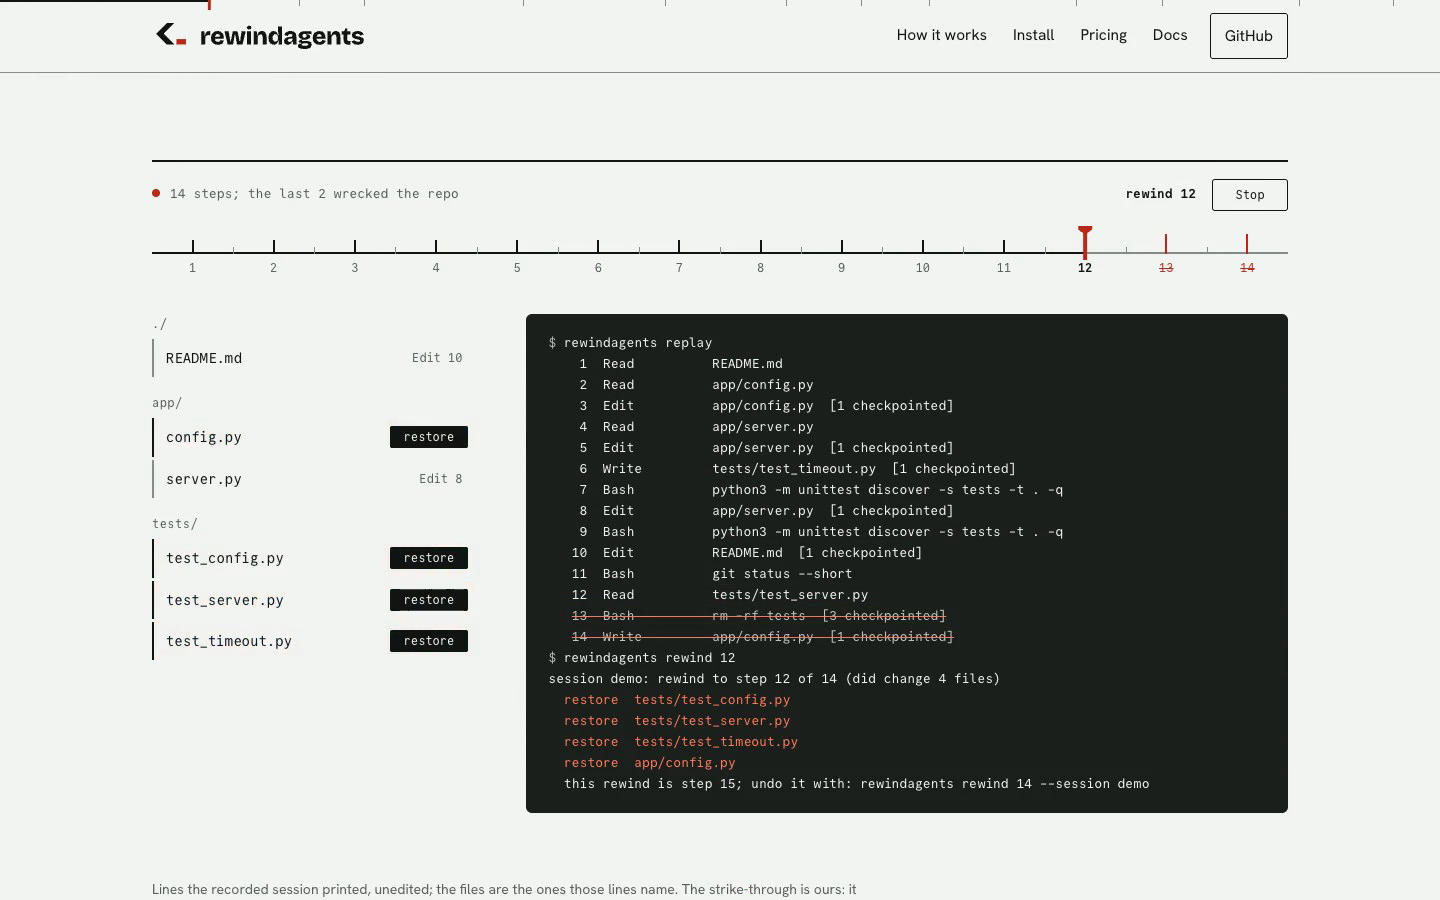 rewindagents
How it works Install Pricing Docs GitHub
14 steps; the last 2 wrecked the repo
rewind 12 Stop
1 2 3 4 5 6 7 8 9 10 11 12 13 14
./
README.md Edit 10
app/
config.py restore
server.py Edit 8
tests/
test_config.py restore
test_server.py restore
test_timeout.py restore
$ rewindagents replay
1 Read README.md
2 Read app/config.py
3 Edit app/config.py [1 checkpointed]
4 Read app/server.py
5 Edit app/server.py [1 checkpointed]
6 Write tests/test_timeout.py [1 checkpointed]
7 Bash python3 -m unittest discover -s tests -t . -q
8 Edit app/server.py [1 checkpointed]
9 Bash python3 -m unittest discover -s tests -t . -q
10 Edit README.md [1 checkpointed]
11 Bash git status --short
12 Read tests/test_server.py
13 Bash rm -rf tests [3 checkpointed]
14 Write app/config.py [1 checkpointed]
$ rewindagents rewind 12
session demo: rewind to step 12 of 14 (did change 4 files)
restore tests/test_config.py
restore tests/test_server.py
restore tests/test_timeout.py
restore app/config.py
this rewind is step 15; undo it with: rewindagents rewind 14 --session demo
Lines the recorded session printed, unedited; the files are the ones those lines name. The strike-through is ours: it